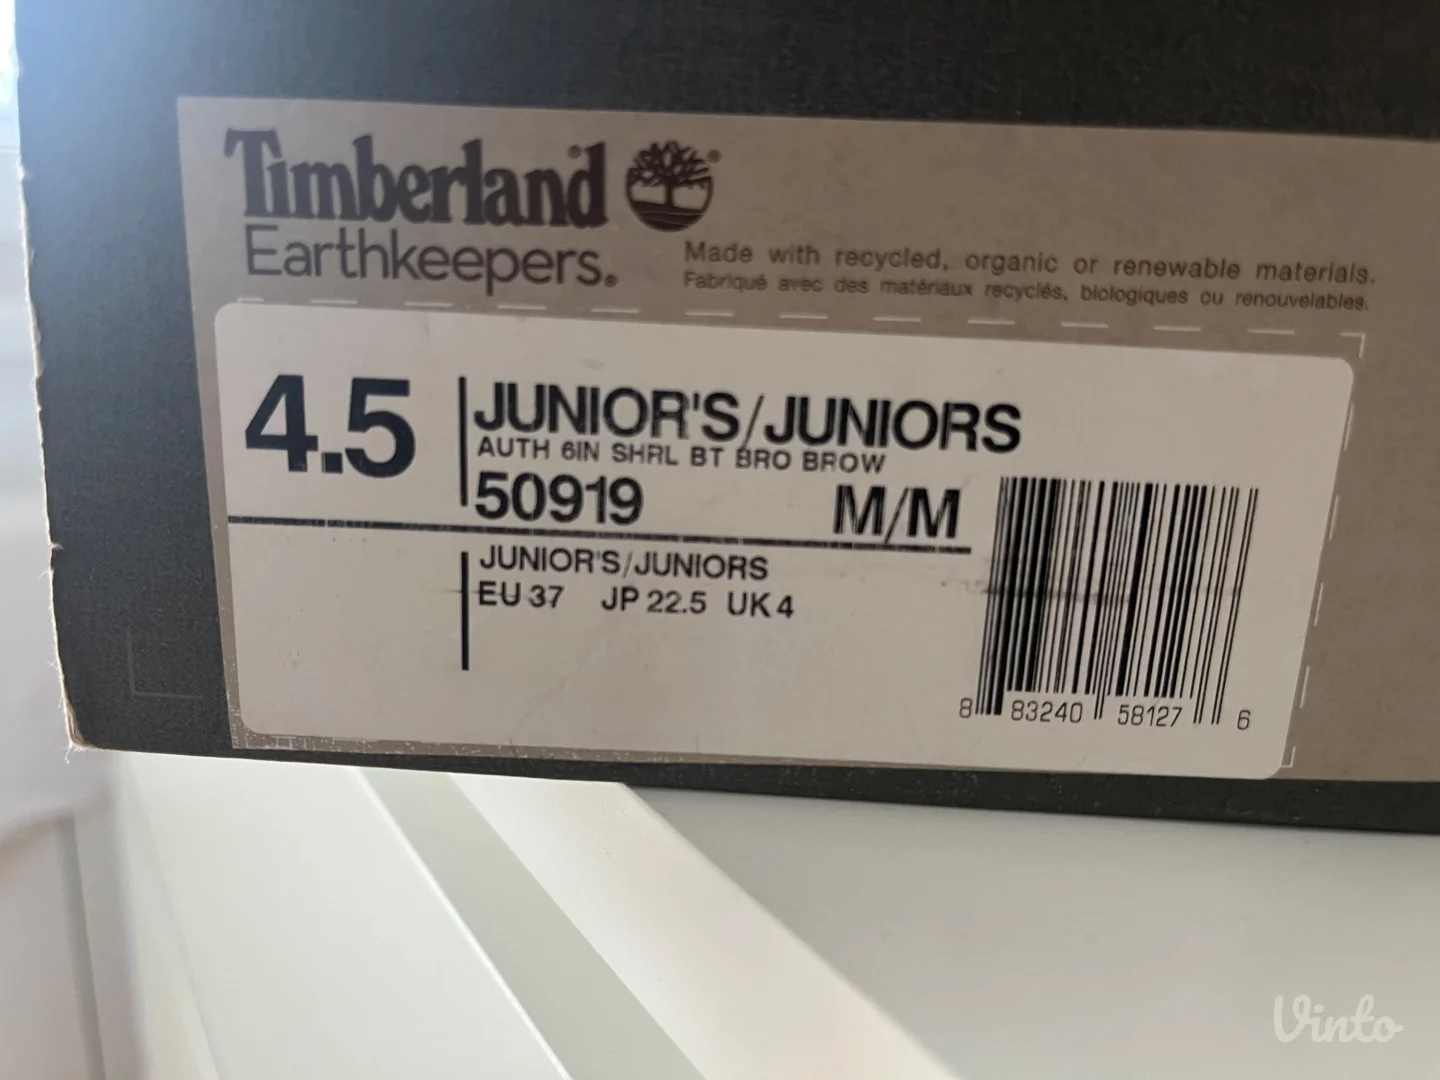 Timberland®
Earthkeepers®
Made with recycled, organic or renewable materials.
Fabriqué avec des matériaux recyclés, biologiques ou renouvelables.
4.5
JUNIOR'S/JUNIORS
AUTH 6IN SHRL BT BRO BROW
50919 M/M
JUNIOR'S/JUNIORS
EU 37 JP 22.5 UK 4
8 83240 58127 6
Vinto